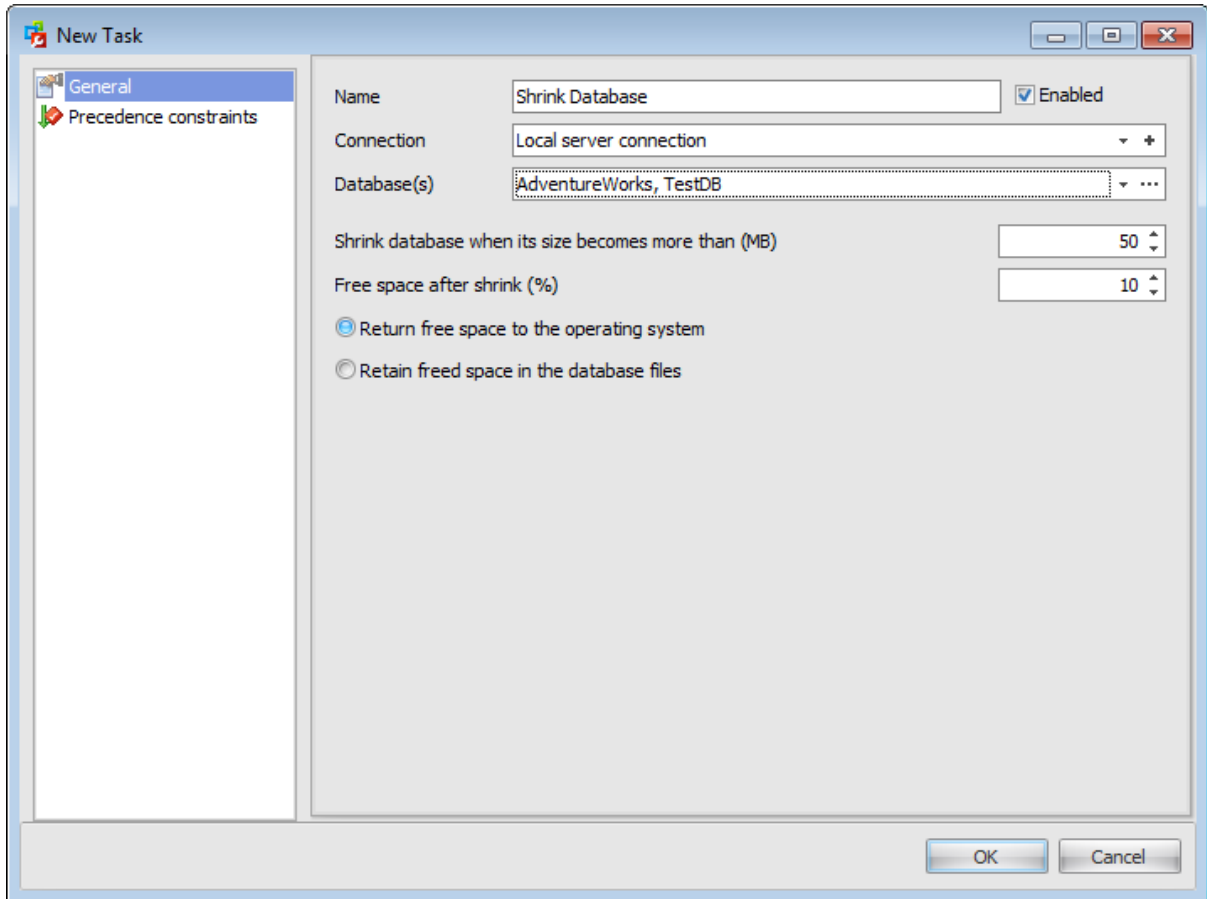 New Task
General
Precedence constraints
Name Shrink Database Enabled
Connection Local server connection
Database(s) AdventureWorks, TestDB
Shrink database when its size becomes more than (MB) 50
Free space after shrink (%) 10
Return free space to the operating system
Retain freed space in the database files
OK Cancel